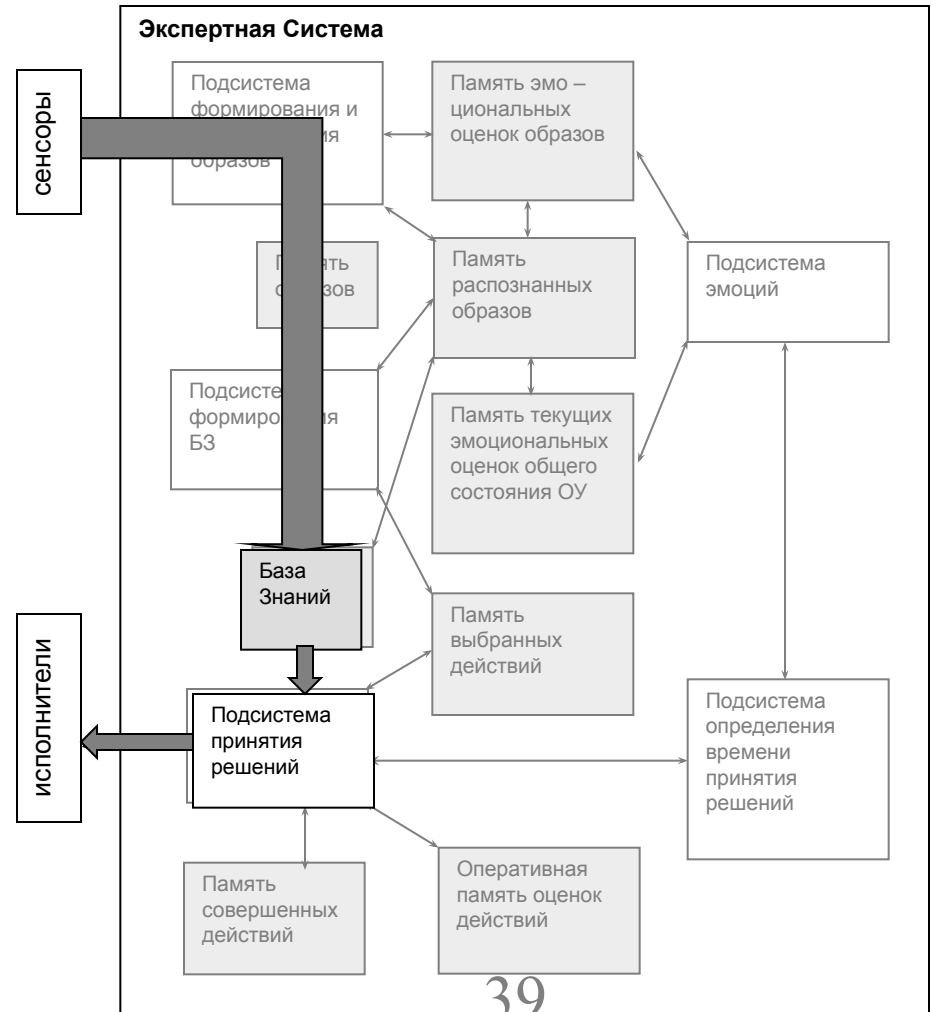 Экспертная Система
сенсоры
Подсистема
формирования и
образов
Память эмо –
циональных
оценок образов
Память
распознанных
образов
Подсистема
эмоций
БЗ
Память текущих
эмоциональных
оценок общего
состояния ОУ
База
Знаний
исполнители
Память
выбранных
действий
Подсистема
принятия
решений
Подсистема
определения
времени
принятия
решений
Память
совершенных
действий
Оперативная
память оценок
действий
39